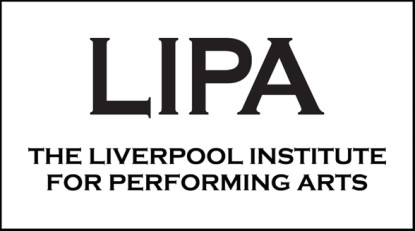 LIPA
THE LIVERPOOL INSTITUTE
FOR PERFORMING ARTS